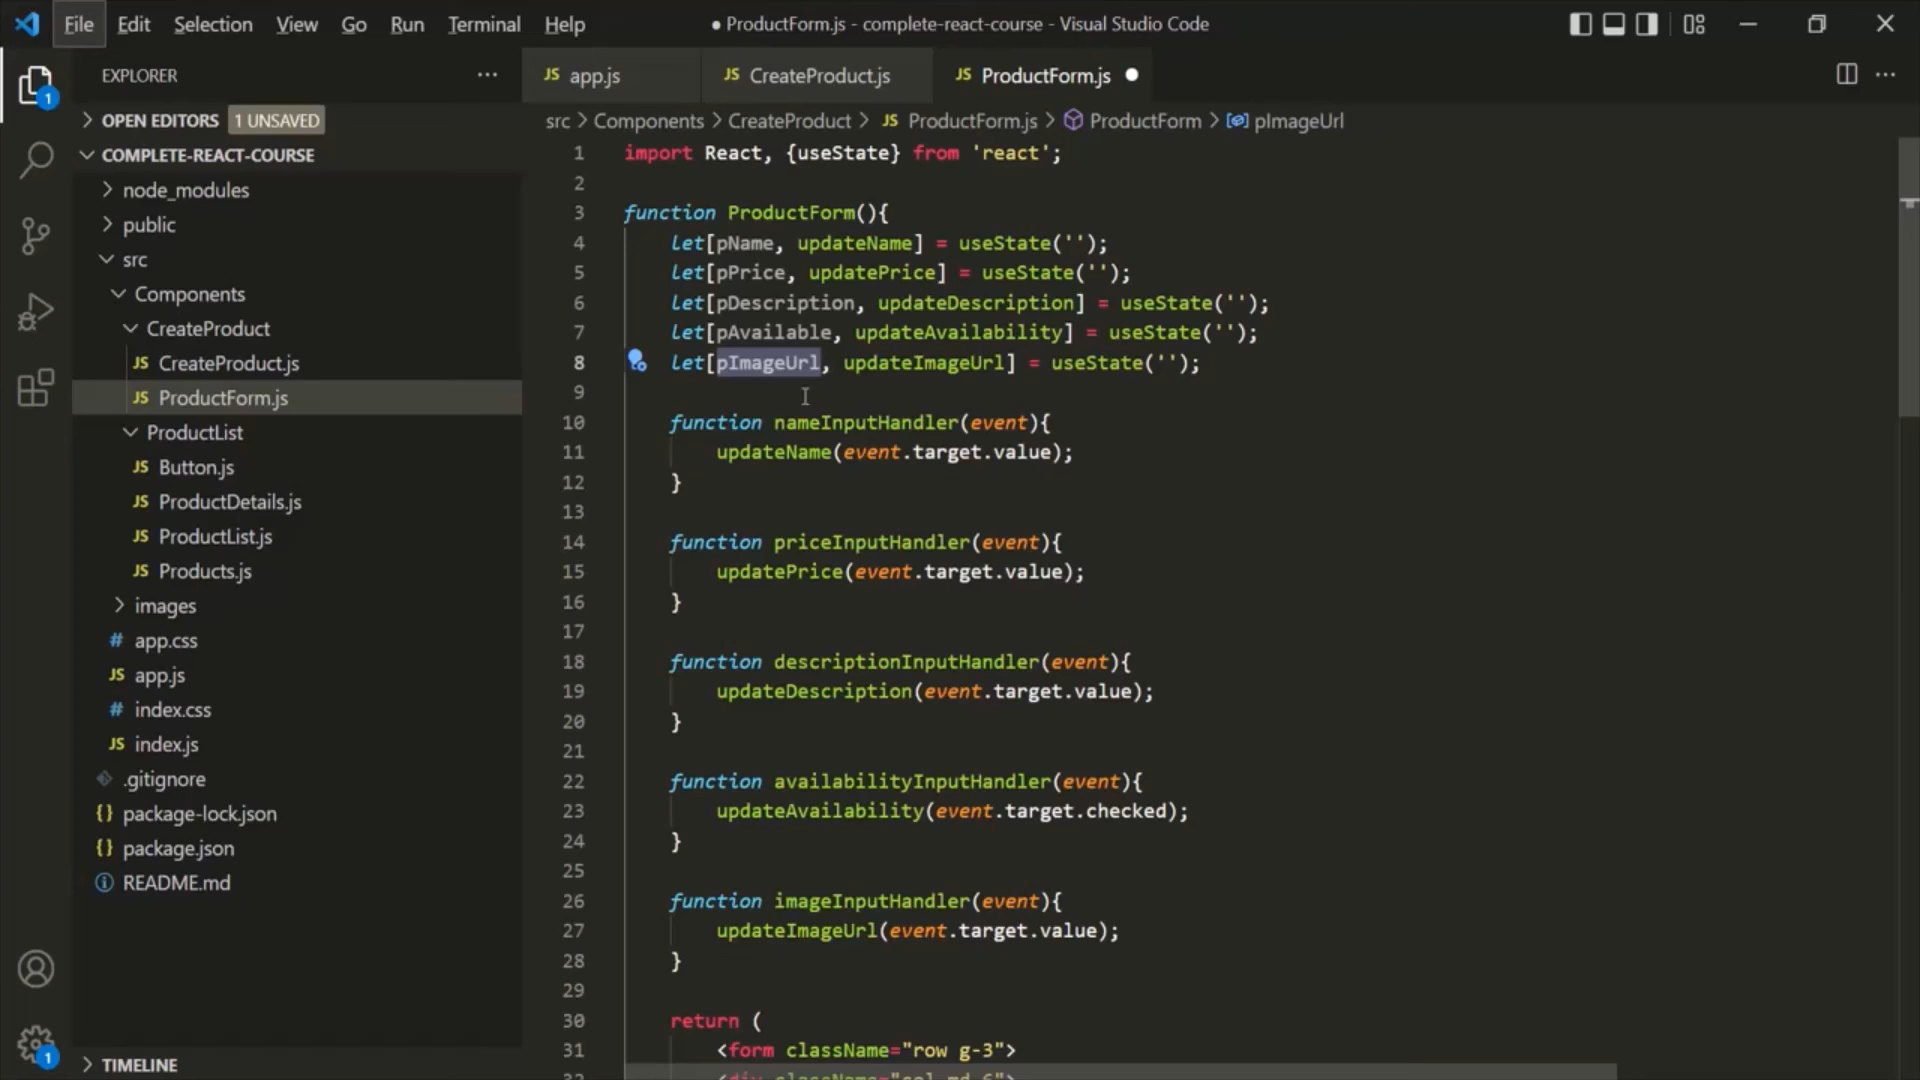 File Edit Selection View Go Run Terminal Help
● ProductForm.js - complete-react-course - Visual Studio Code
EXPLORER
OPEN EDITORS 1 UNSAVED
COMPLETE-REACT-COURSE
node_modules
public
src
Components
CreateProduct
JS CreateProduct.js
JS ProductForm.js
ProductList
JS Button.js
JS ProductDetails.js
JS ProductList.js
JS Products.js
images
# app.css
JS app.js
# index.css
JS index.js
.gitignore
{} package-lock.json
{} package.json
README.md
TIMELINE
1
1
JS app.js
JS CreateProduct.js
JS ProductForm.js ●
src > Components > CreateProduct > JS ProductForm.js > ProductForm > pImageUrl
1 import React, {useState} from 'react';
2
3 function ProductForm(){
4 let[pName, updateName] = useState('');
5 let[pPrice, updatePrice] = useState('');
6 let[pDescription, updateDescription] = useState('');
7 let[pAvailable, updateAvailability] = useState('');
8 let[pImageUrl, updateImageUrl] = useState('');
9
10 function nameInputHandler(event){
11 updateName(event.target.value);
12 }
13
14 function priceInputHandler(event){
15 updatePrice(event.target.value);
16 }
17
18 function descriptionInputHandler(event){
19 updateDescription(event.target.value);
20 }
21
22 function availabilityInputHandler(event){
23 updateAvailability(event.target.checked);
24 }
25
26 function imageInputHandler(event){
27 updateImageUrl(event.target.value);
28 }
29
30 return (
31 <form className="row g-3">